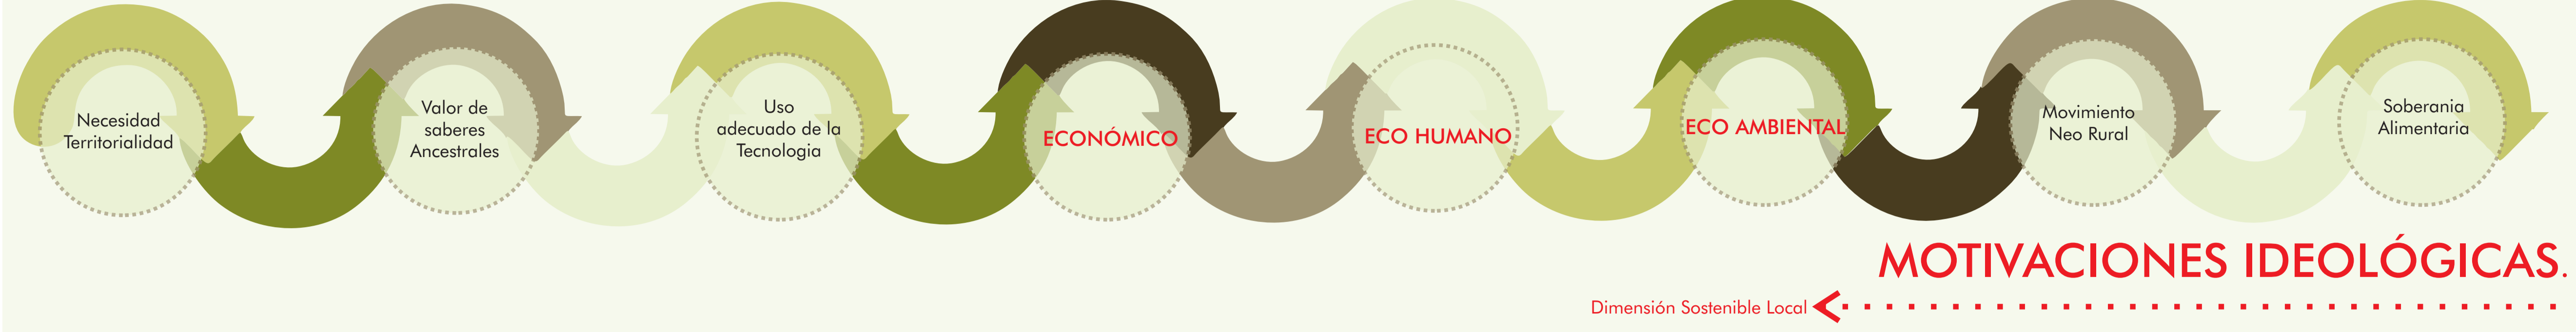 Necesidad
Territorialidad
Valor de
saberes
Ancestrales
Uso
adecuado de la
Tecnologia
ECONÓMICO
ECO HUMANO
ECO AMBIENTAL
Movimiento
Neo Rural
Soberania
Alimentaria
MOTIVACIONES IDEOLÓGICAS.
Dimensión Sostenible Local